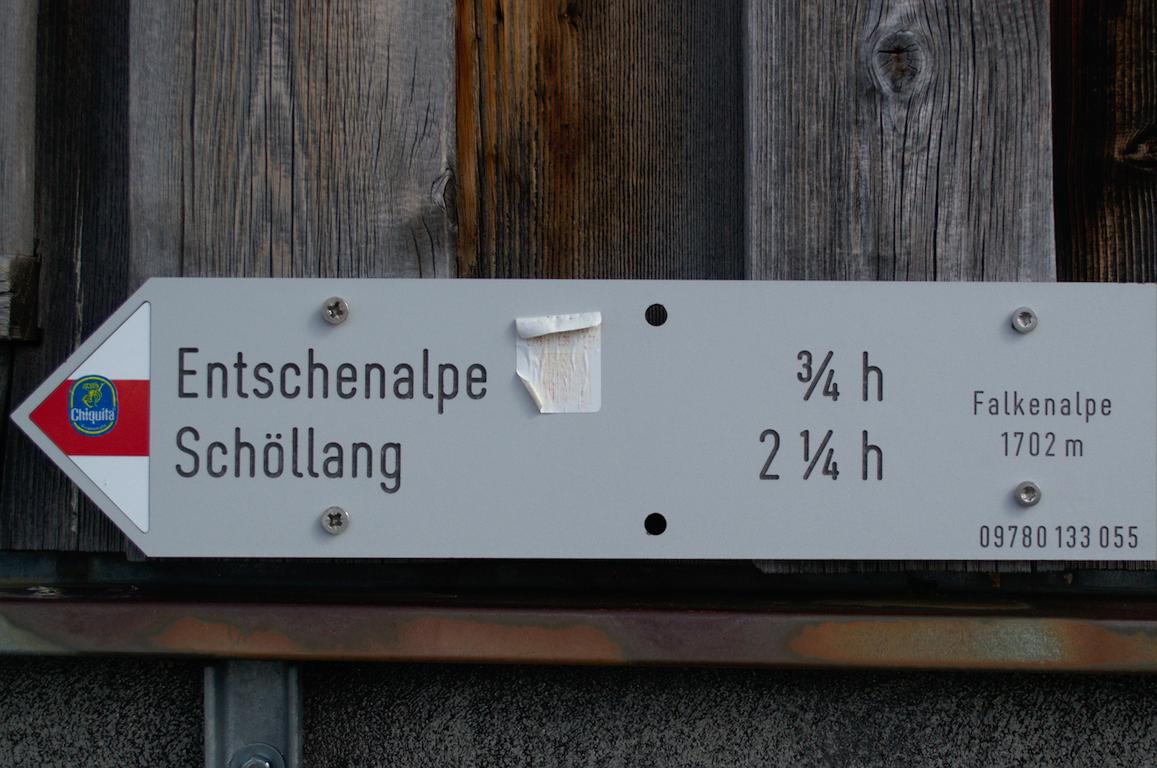 Entschenalpe ¾ h
Schöllang 2 ¼ h
Falkenalpe
1702 m
09780 133 055
Chiquita